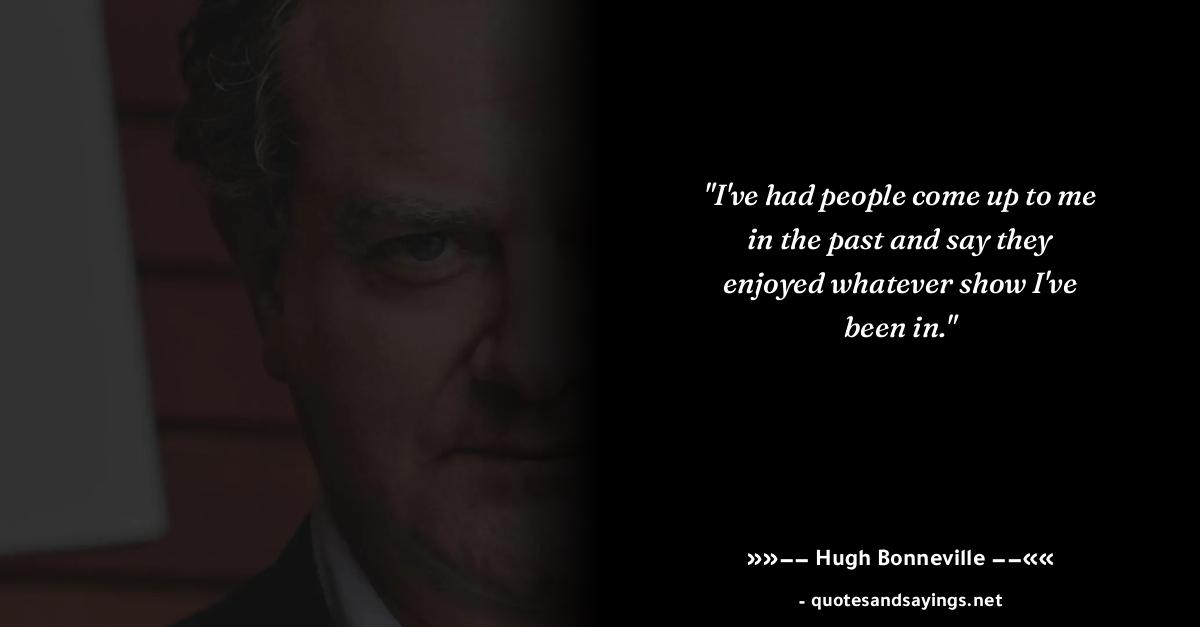 "I've had people come up to me
in the past and say they
enjoyed whatever show I've
been in."
»»–– Hugh Bonneville ––««
- quotesandsayings.net